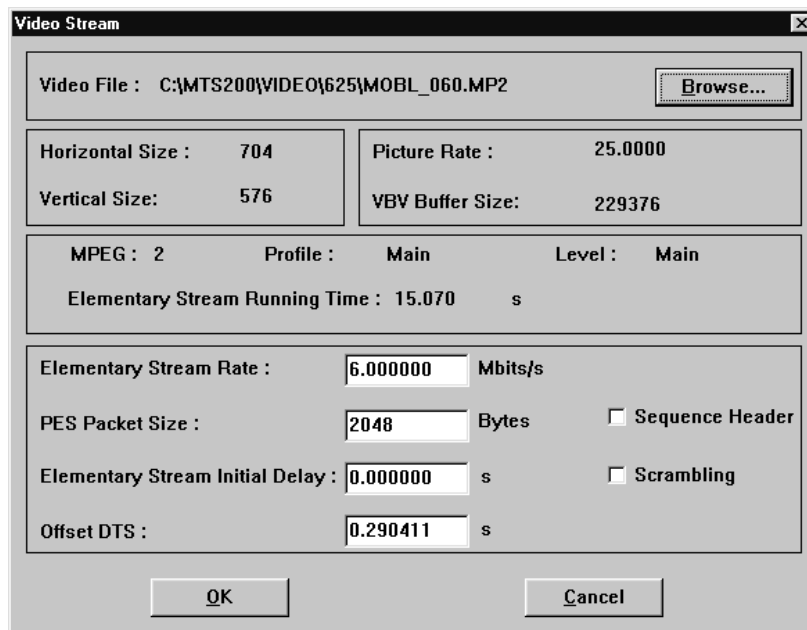 Video Stream
Video File : C:\MTS200\VIDEO\625\MOBL_060.MP2 Browse...
Horizontal Size : 704
Vertical Size: 576
Picture Rate : 25.0000
VBV Buffer Size: 229376
MPEG : 2 Profile : Main Level : Main
Elementary Stream Running Time : 15.070 s
Elementary Stream Rate : 6.000000 Mbits/s
PES Packet Size : 2048 Bytes Sequence Header
Elementary Stream Initial Delay : 0.000000 s Scrambling
Offset DTS : 0.290411 s
OK Cancel